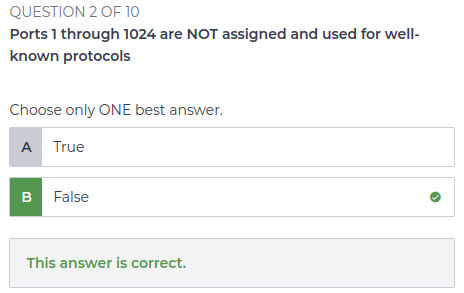 QUESTION 2 OF 10
Ports 1 through 1024 are NOT assigned and used for well-
known protocols
Choose only ONE best answer.
A True
B False
This answer is correct.